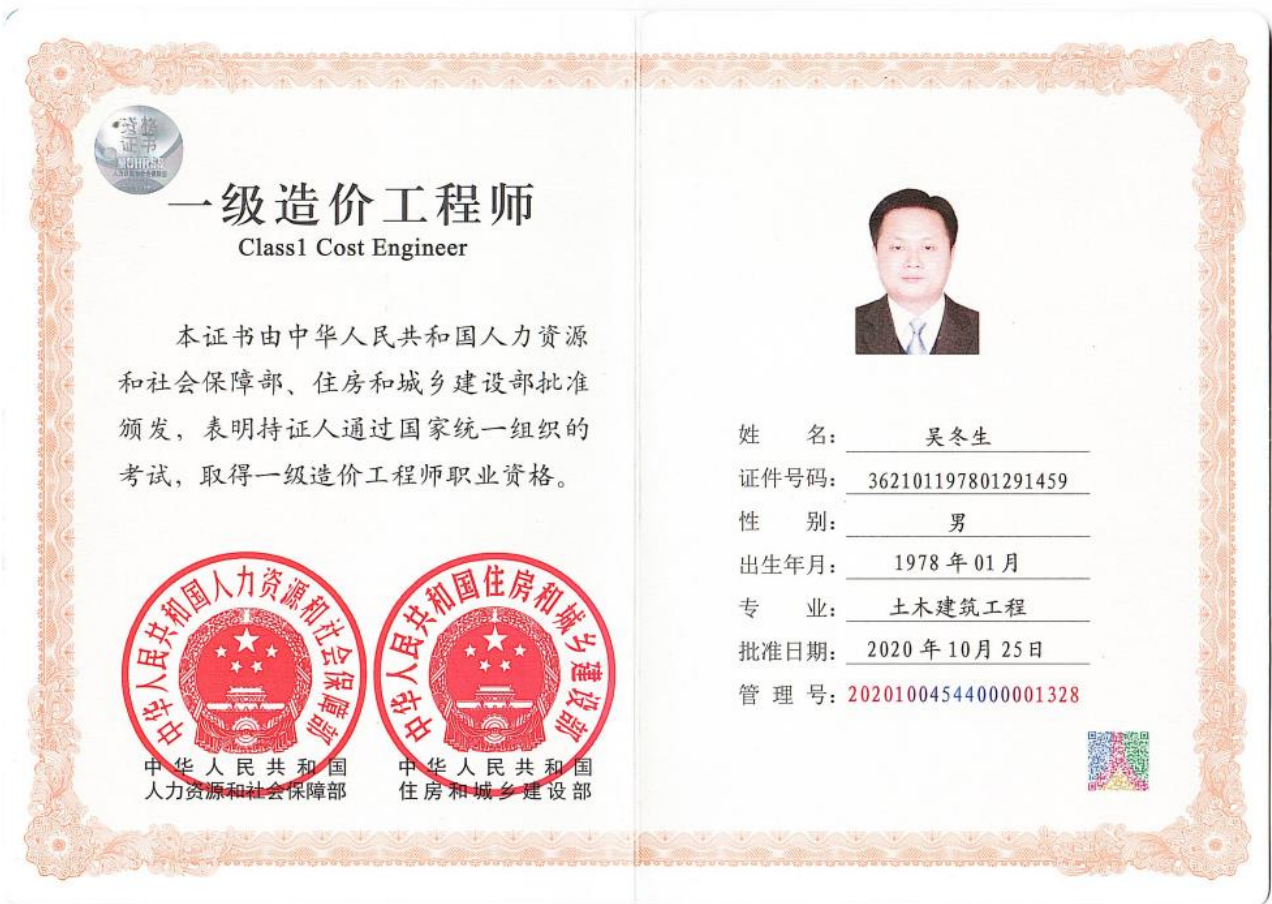 资格
证书
一级造价工程师
Class1 Cost Engineer
本证书由中华人民共和国人力资源
和社会保障部、住房和城乡建设部批准
颁发，表明持证人通过国家统一组织的
考试，取得一级造价工程师职业资格。
中华人民共和国人力资源和社会保障部
中华人民共和国住房和城乡建设部
中华人民共和国
人力资源和社会保障部
中华人民共和国
住房和城乡建设部
姓 名： 吴冬生
证件号码： 362101197801291459
性 别： 男
出生年月： 1978年01月
专 业： 土木建筑工程
批准日期： 2020年10月25日
管 理 号：20201004544000001328